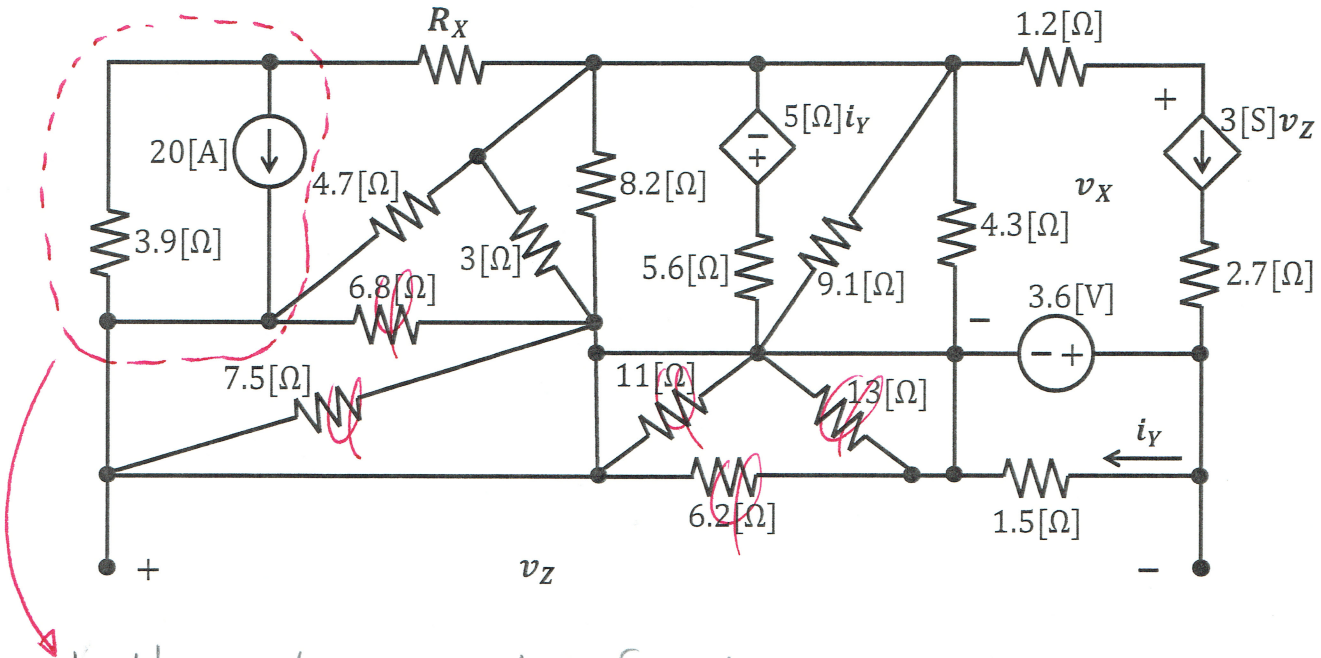 R_X
1.2[Ω]
+
20[A]
4.7[Ω]
8.2[Ω]
− +
5[Ω]i_Y
3[S]v_Z
v_X
3.9[Ω]
3[Ω]
5.6[Ω]
9.1[Ω]
4.3[Ω]
2.7[Ω]
6.8[Ω]
−
3.6[V]
− +
7.5[Ω]
11[Ω]
13[Ω]
i_Y
6.2[Ω]
1.5[Ω]
+
v_Z
−